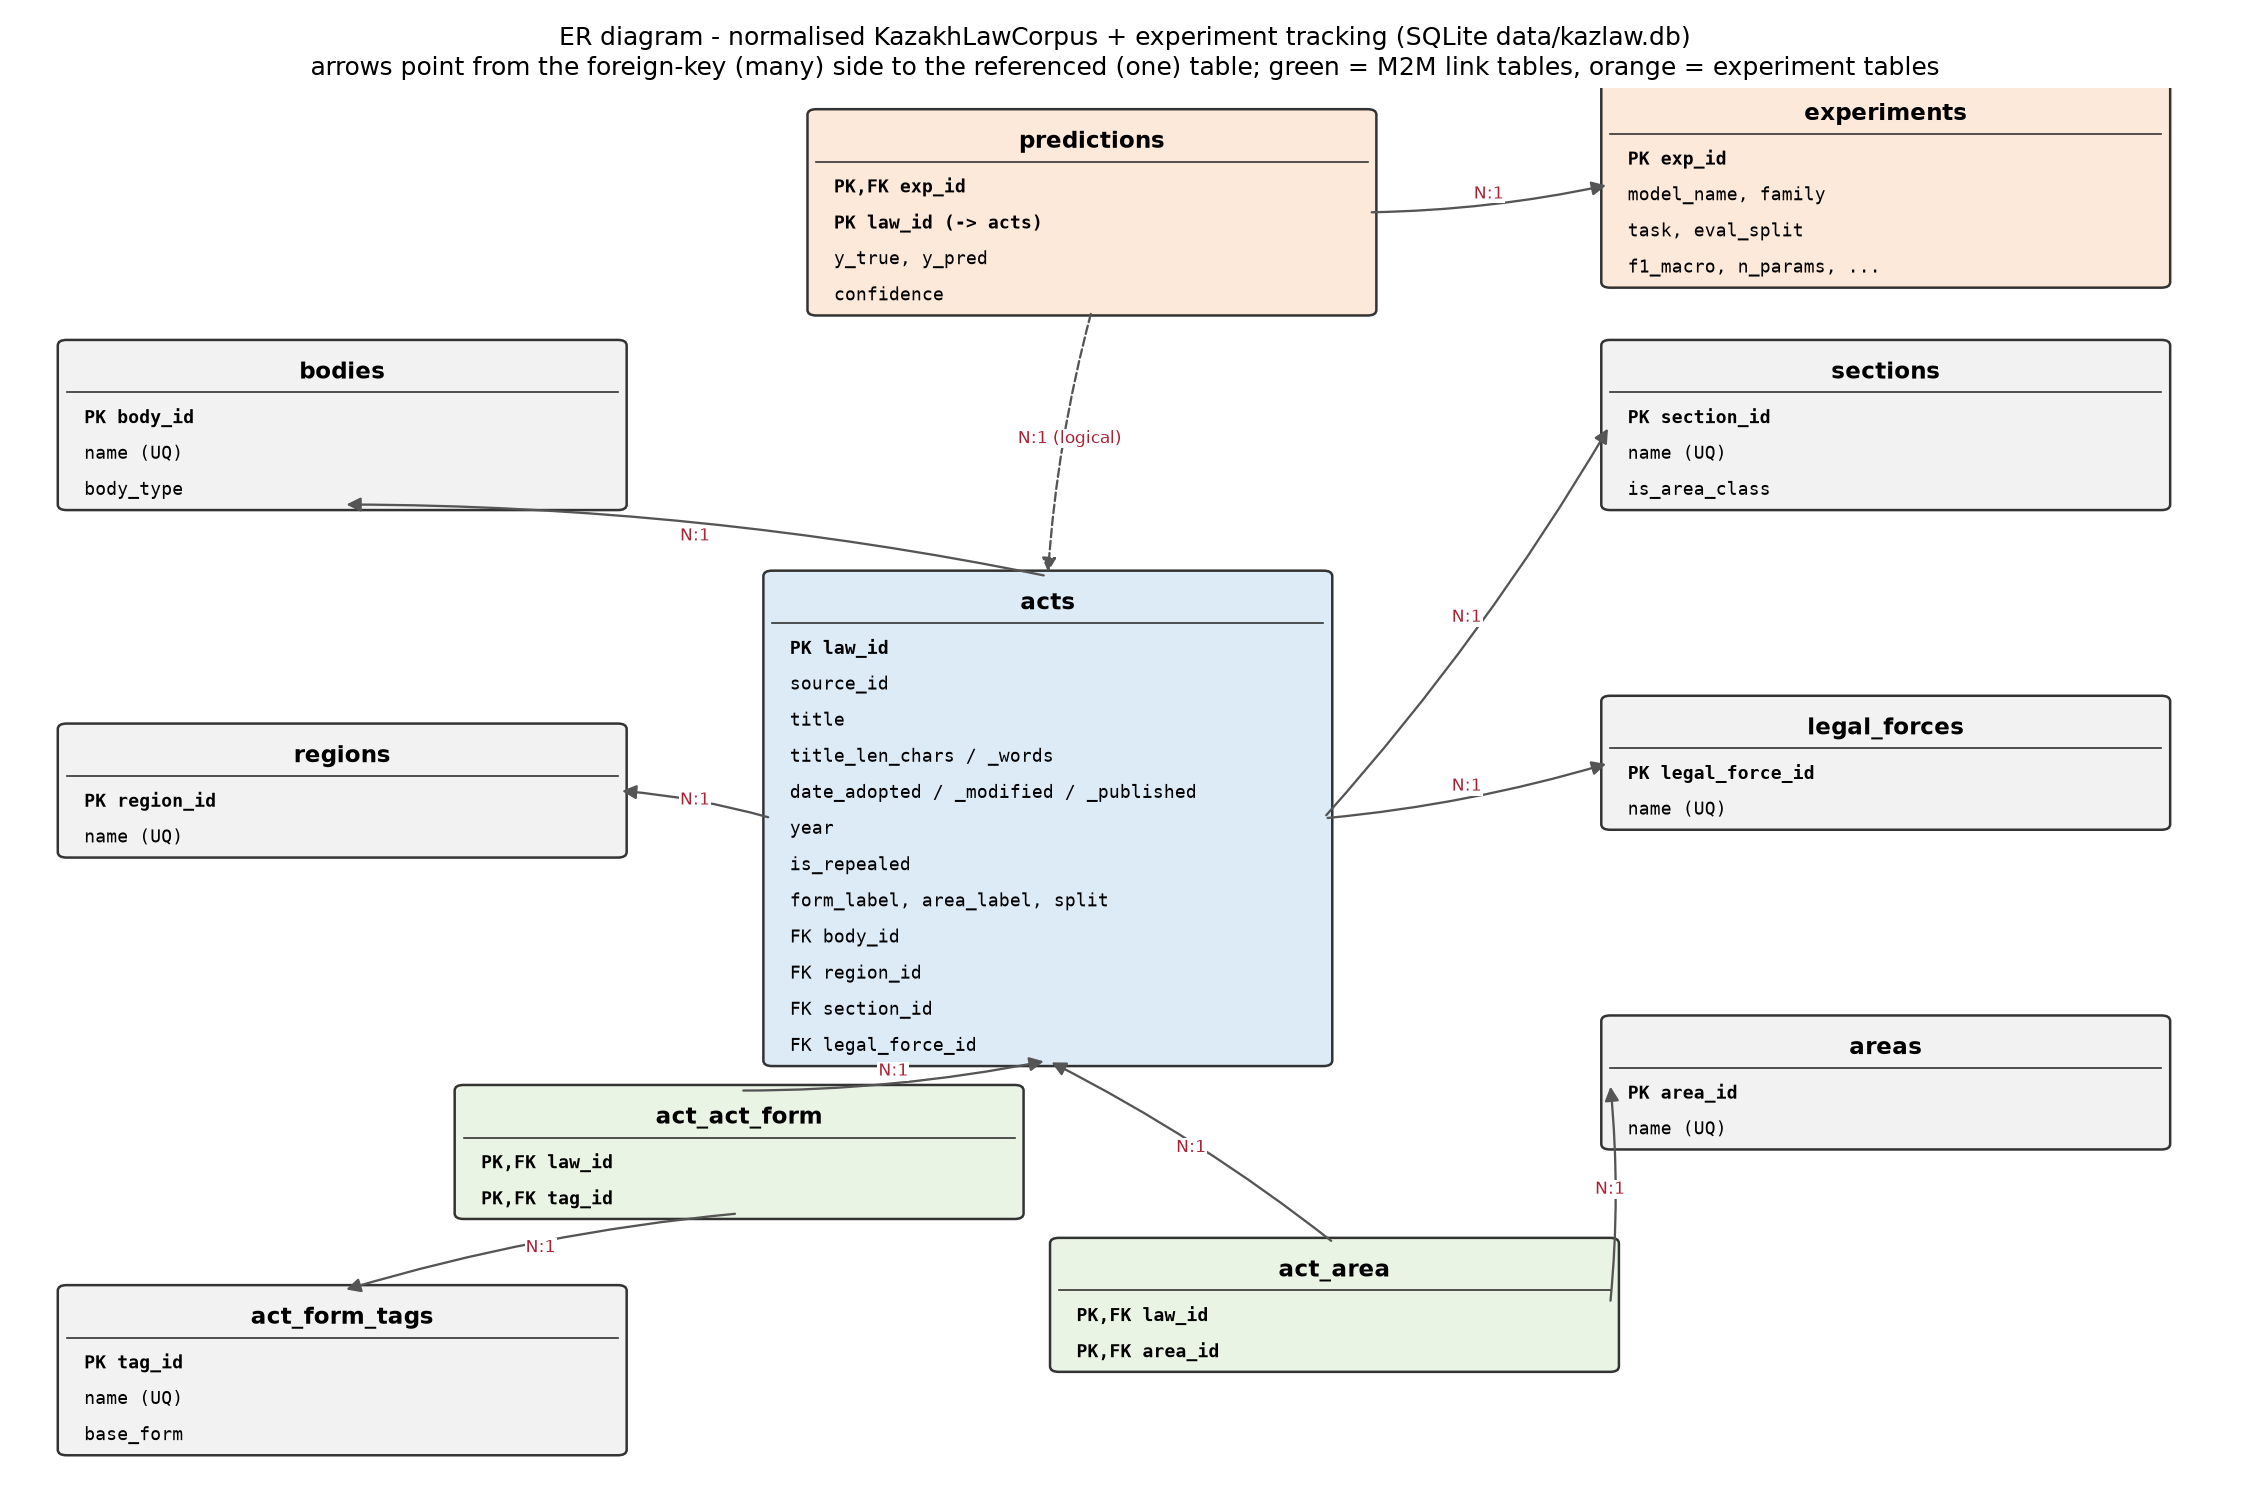 ER diagram - normalised KazakhLawCorpus + experiment tracking (SQLite data/kazlaw.db)
arrows point from the foreign-key (many) side to the referenced (one) table; green = M2M link tables, orange = experiment tables
predictions
PK,FK exp_id
PK law_id (-> acts)
y_true, y_pred
confidence
N:1
experiments
PK exp_id
model_name, family
task, eval_split
f1_macro, n_params, ...
N:1 (logical)
bodies
PK body_id
name (UQ)
body_type
N:1
sections
PK section_id
name (UQ)
is_area_class
N:1
acts
PK law_id
source_id
title
title_len_chars / _words
date_adopted / _modified / _published
year
is_repealed
form_label, area_label, split
FK body_id
FK region_id
FK section_id
FK legal_force_id
regions
PK region_id
name (UQ)
N:1
legal_forces
PK legal_force_id
name (UQ)
N:1
areas
PK area_id
name (UQ)
N:1
N:1
act_act_form
PK,FK law_id
PK,FK tag_id
N:1
N:1
act_area
PK,FK law_id
PK,FK area_id
act_form_tags
PK tag_id
name (UQ)
base_form